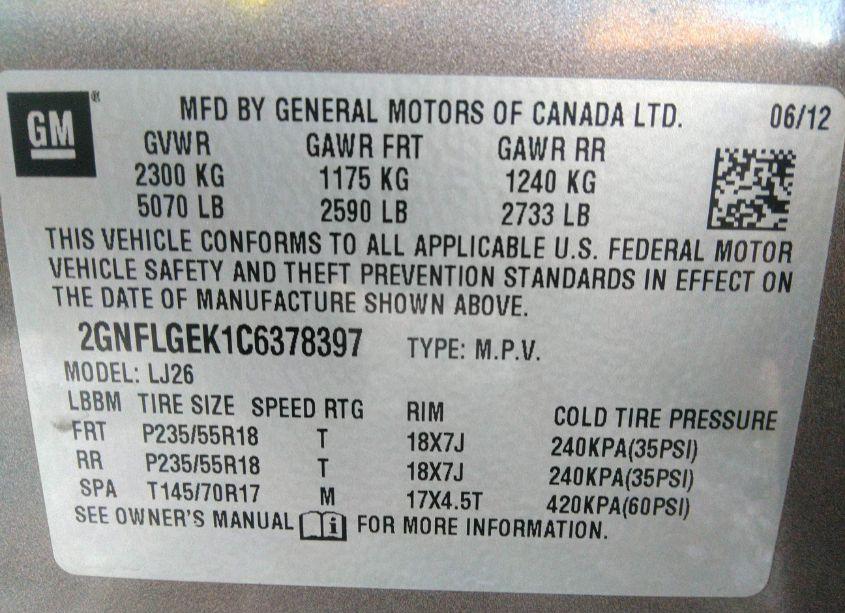 GM ® MFD BY GENERAL MOTORS OF CANADA LTD. 06/12
GVWR GAWR FRT GAWR RR
2300 KG 1175 KG 1240 KG
5070 LB 2590 LB 2733 LB
THIS VEHICLE CONFORMS TO ALL APPLICABLE U.S. FEDERAL MOTOR
VEHICLE SAFETY AND THEFT PREVENTION STANDARDS IN EFFECT ON
THE DATE OF MANUFACTURE SHOWN ABOVE.
2GNFLGEK1C6378397 TYPE: M.P.V.
MODEL: LJ26
LBBM TIRE SIZE SPEED RTG RIM COLD TIRE PRESSURE
FRT P235/55R18 T 18X7J 240KPA(35PSI)
RR P235/55R18 T 18X7J 240KPA(35PSI)
SPA T145/70R17 M 17X4.5T 420KPA(60PSI)
SEE OWNER'S MANUAL i FOR MORE INFORMATION.